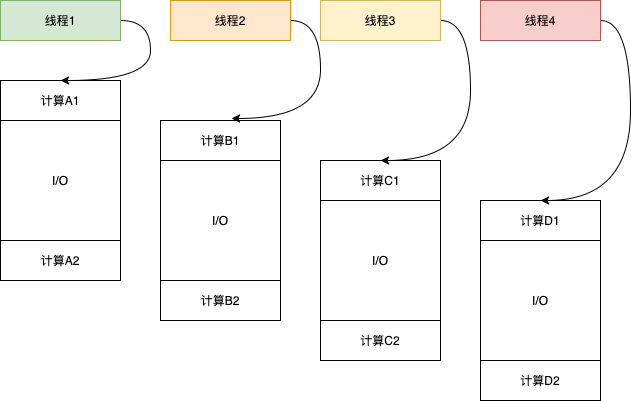 线程1
线程2
线程3
线程4
计算A1
I/O
计算A2
计算B1
I/O
计算B2
计算C1
I/O
计算C2
计算D1
I/O
计算D2